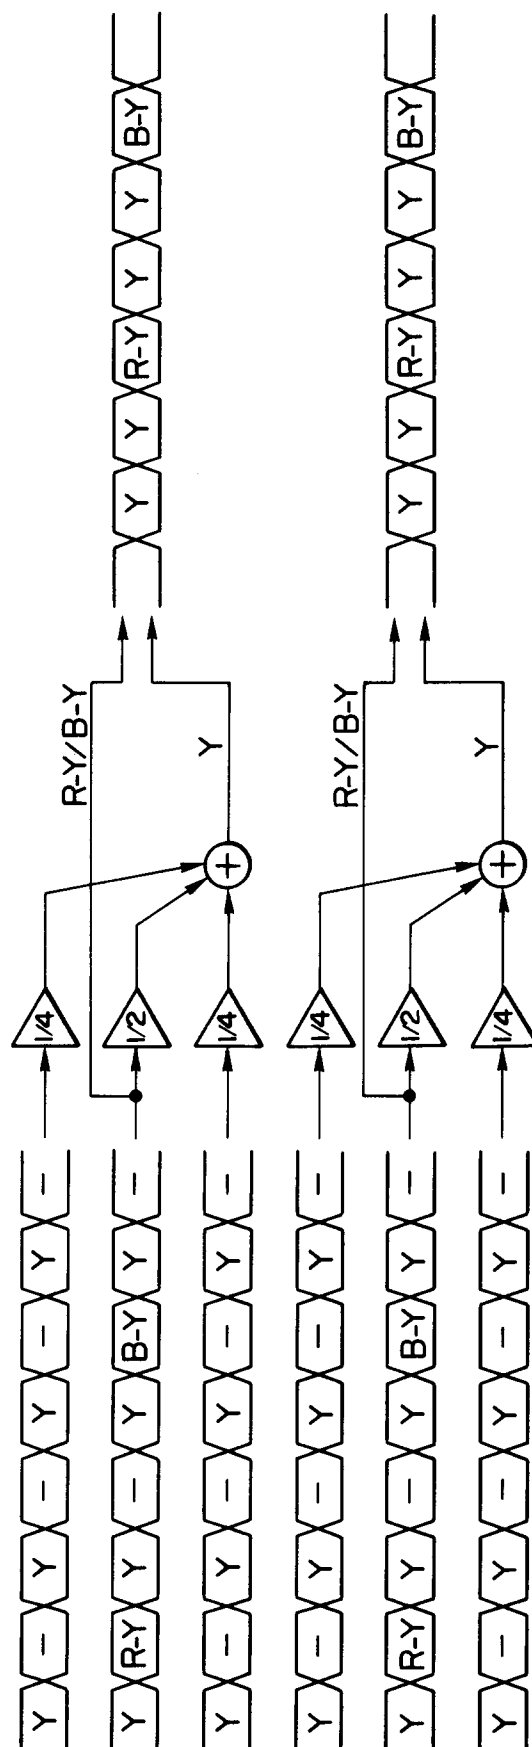 Y – Y – Y – Y – 1/4
R-Y/B-Y
Y R-Y Y – Y B-Y Y – 1/2 Y Y R-Y Y Y B-Y
Y
Y – Y – Y – Y – 1/4 +
Y – Y – Y – Y – 1/4
R-Y/B-Y
Y R-Y Y – Y B-Y Y – 1/2 Y Y R-Y Y Y B-Y
Y
Y – Y – Y – Y – 1/4 +